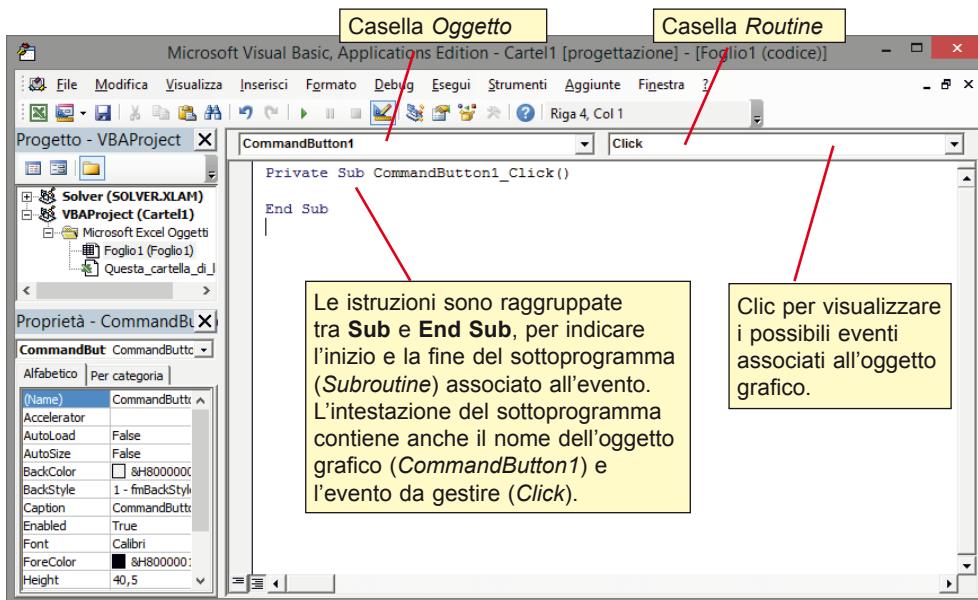 Casella Oggetto
Casella Routine
Microsoft Visual Basic, Applications Edition - Cartel1 [progettazione] - [Foglio1 (codice)]
File Modifica Visualizza Inserisci Formato Debug Esegui Strumenti Aggiunte Finestra ?
Riga 4, Col 1
Progetto - VBAProject
CommandButton1
Click
Solver (SOLVER.XLAM)
VBAProject (Cartel1)
Microsoft Excel Oggetti
Foglio1 (Foglio1)
Questa_cartella_di_l
Private Sub CommandButton1_Click()
End Sub
Le istruzioni sono raggruppate
tra Sub e End Sub, per indicare
l'inizio e la fine del sottoprogramma
(Subroutine) associato all'evento.
L'intestazione del sottoprogramma
contiene anche il nome dell'oggetto
grafico (CommandButton1) e
l'evento da gestire (Click).
Clic per visualizzare
i possibili eventi
associati all'oggetto
grafico.
Proprietà - CommandBu
CommandBut CommandButto
Alfabetico Per categoria
(Name) CommandButto
Accelerator
AutoLoad False
AutoSize False
BackColor &H800000
BackStyle 1 - fmBackStyl
Caption CommandButto
Enabled True
Font Calibri
ForeColor &H800001
Height 40,5